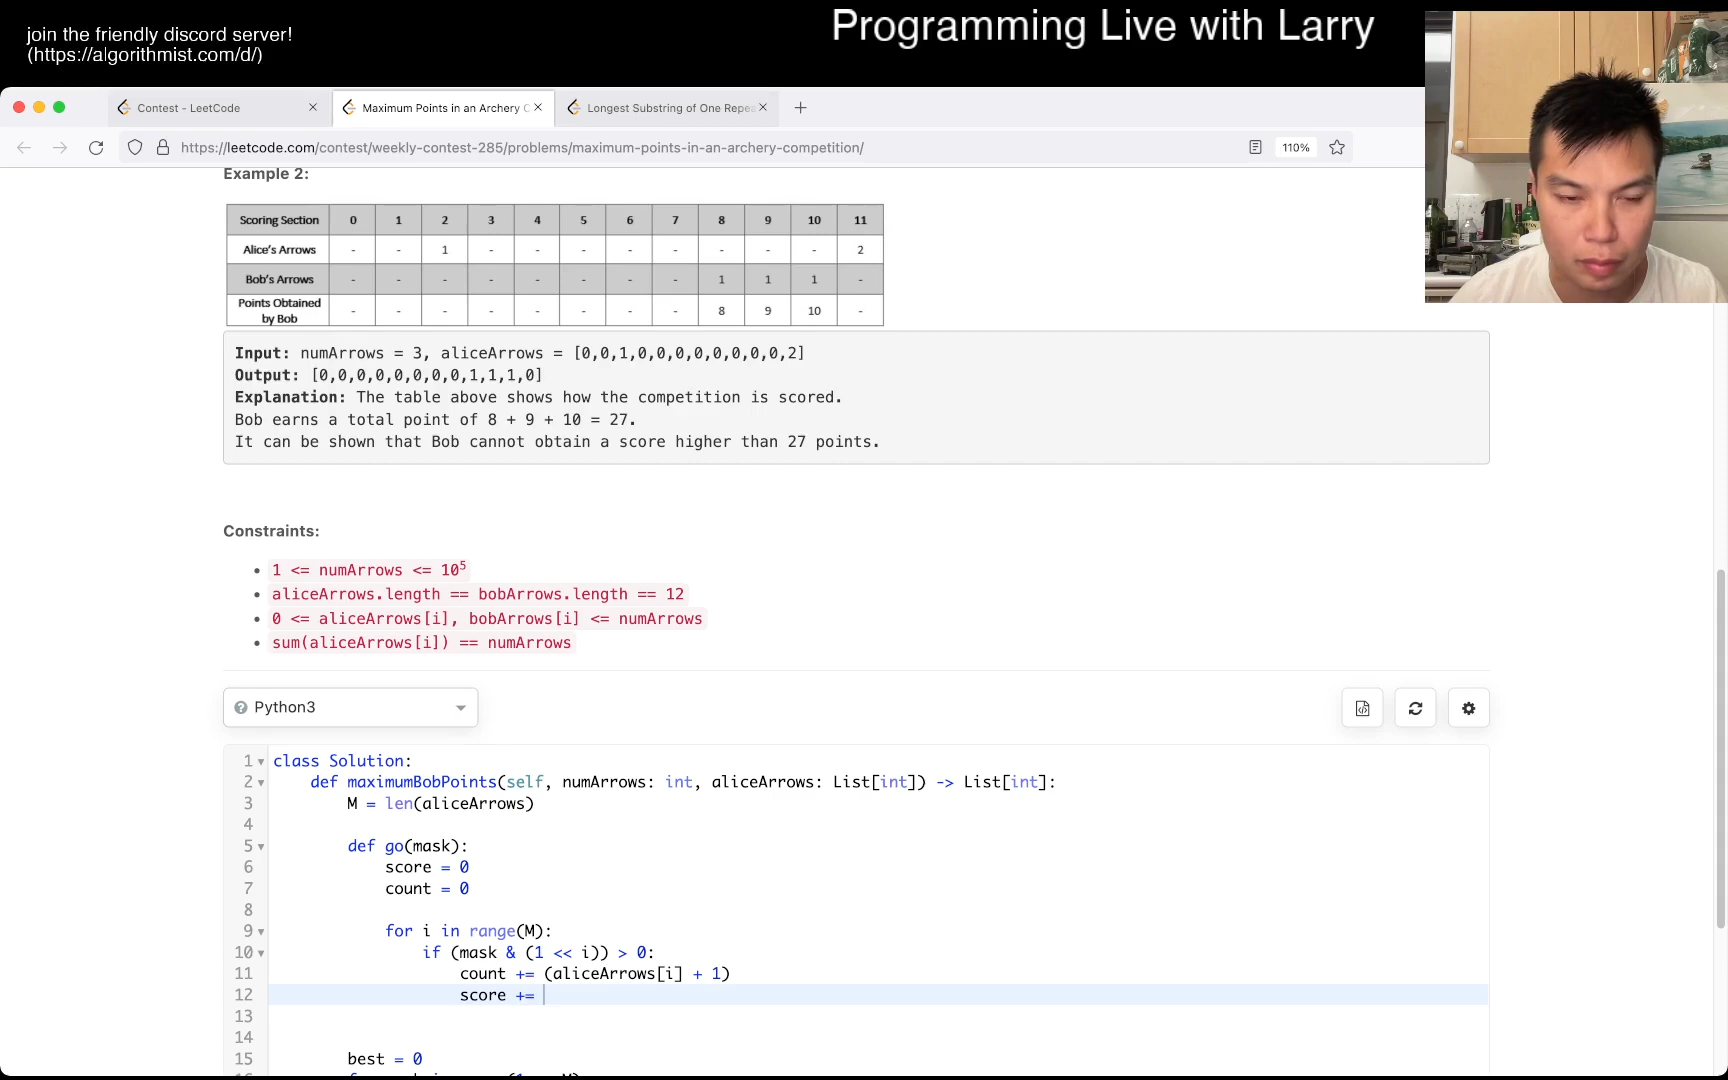 join the friendly discord server!
(https://algorithmist.com/d/)
Programming Live with Larry
Contest - LeetCode
Maximum Points in an Archery C
Longest Substring of One Repea
https://leetcode.com/contest/weekly-contest-285/problems/maximum-points-in-an-archery-competition/
110%
Example 2:
Scoring Section 0 1 2 3 4 5 6 7 8 9 10 11
Alice's Arrows - - 1 - - - - - - - - 2
Bob's Arrows - - - - - - - - 1 1 1 -
Points Obtained by Bob - - - - - - - - 8 9 10 -
Input: numArrows = 3, aliceArrows = [0,0,1,0,0,0,0,0,0,0,0,2]
Output: [0,0,0,0,0,0,0,0,1,1,1,0]
Explanation: The table above shows how the competition is scored.
Bob earns a total point of 8 + 9 + 10 = 27.
It can be shown that Bob cannot obtain a score higher than 27 points.
Constraints:
• 1 <= numArrows <= 10⁵
• aliceArrows.length == bobArrows.length == 12
• 0 <= aliceArrows[i], bobArrows[i] <= numArrows
• sum(aliceArrows[i]) == numArrows
Python3
1 class Solution:
2     def maximumBobPoints(self, numArrows: int, aliceArrows: List[int]) -> List[int]:
3         M = len(aliceArrows)
4
5         def go(mask):
6             score = 0
7             count = 0
8
9             for i in range(M):
10                 if (mask & (1 << i)) > 0:
11                     count += (aliceArrows[i] + 1)
12                     score +=
13
14
15         best = 0